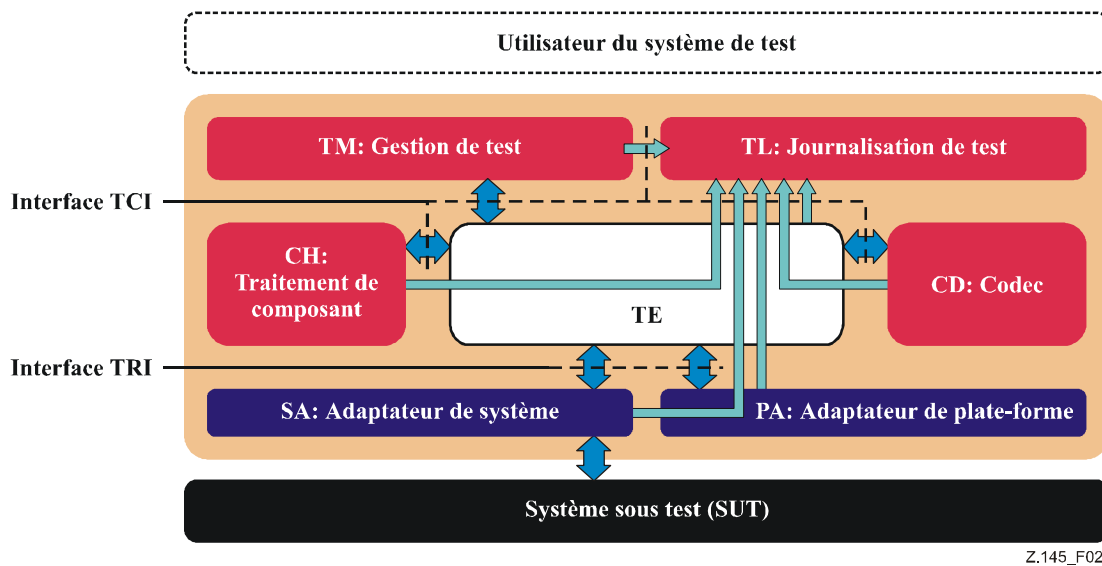 Utilisateur du système de test
TM: Gestion de test
TL: Journalisation de test
Interface TCI
CH:
Traitement de
composant
TE
CD: Codec
Interface TRI
SA: Adaptateur de système
PA: Adaptateur de plate-forme
Système sous test (SUT)
Z.145_F02